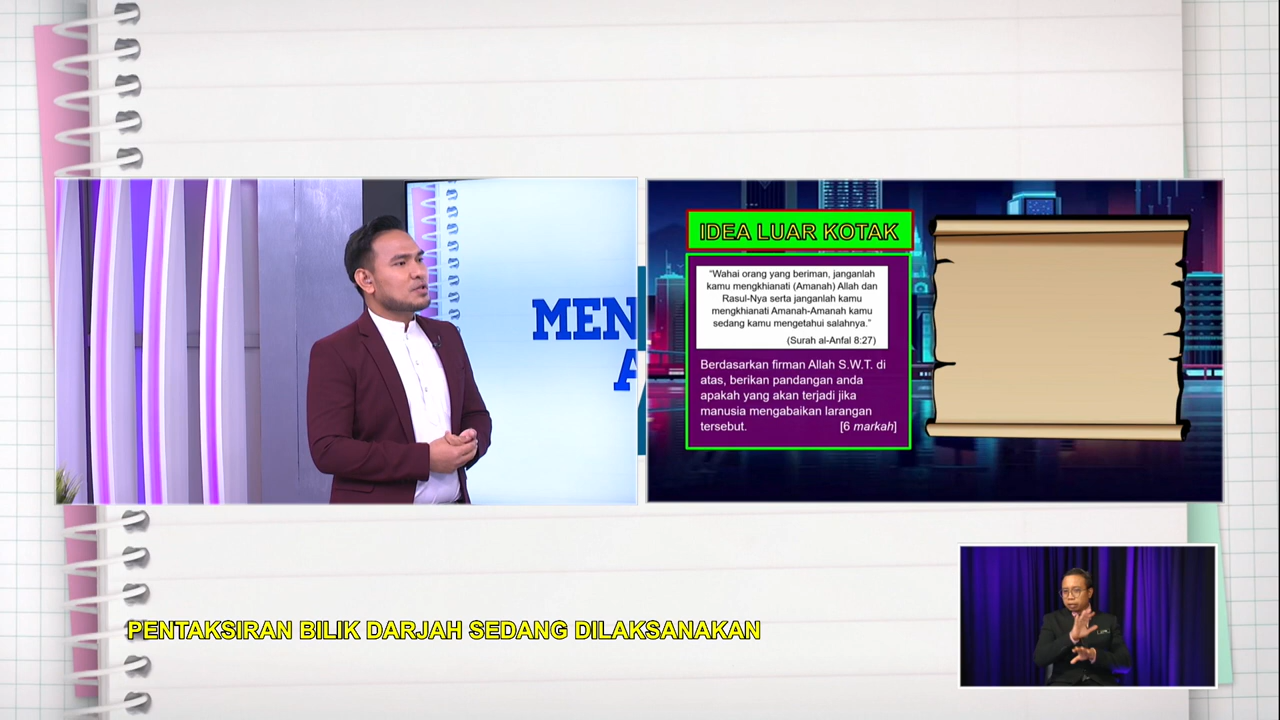 MEN
A
IDEA LUAR KOTAK
“Wahai orang yang beriman, janganlah
kamu mengkhianati (Amanah) Allah dan
Rasul-Nya serta janganlah kamu
mengkhianati Amanah-Amanah kamu
sedang kamu mengetahui salahnya.”
(Surah al-Anfal 8:27)
Berdasarkan firman Allah S.W.T. di
atas, berikan pandangan anda
apakah yang akan terjadi jika
manusia mengabaikan larangan
tersebut. [6 markah]
PENTAKSIRAN BILIK DARJAH SEDANG DILAKSANAKAN